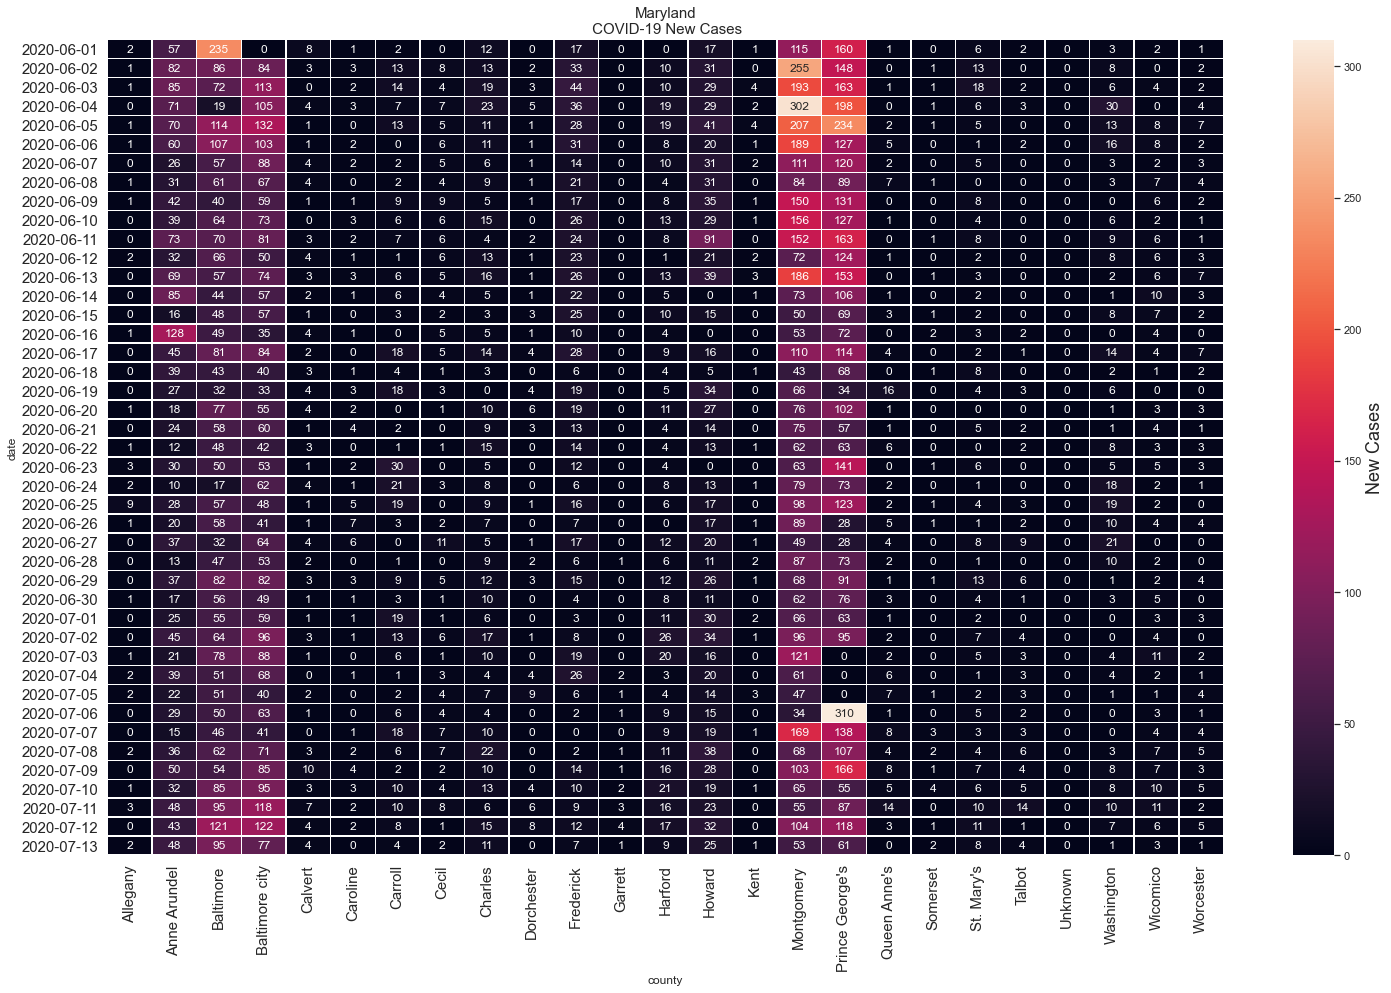 Maryland
COVID-19 New Cases
2020-06-01 2 57 235 0 8 1 2 0 12 0 17 0 0 17 1 115 160 1 0 6 2 0 3 2 1
2020-06-02 1 82 86 84 3 3 13 8 13 2 33 0 10 31 0 255 148 0 1 13 0 0 8 0 2
2020-06-03 1 85 72 113 0 2 14 4 19 3 44 0 10 29 4 193 163 1 1 18 2 0 6 4 2
2020-06-04 0 71 19 105 4 3 7 7 23 5 36 0 19 29 2 302 198 0 1 6 3 0 30 0 4
2020-06-05 1 70 114 132 1 0 13 5 11 1 28 0 19 41 4 207 234 2 1 5 0 0 13 8 7
2020-06-06 1 60 107 103 1 2 0 6 11 1 31 0 8 20 1 189 127 5 0 1 2 0 16 8 2
2020-06-07 0 26 57 88 4 2 2 5 6 1 14 0 10 31 2 111 120 2 0 5 0 0 3 2 3
2020-06-08 1 31 61 67 4 0 2 4 9 1 21 0 4 31 0 84 89 7 1 0 0 0 3 7 4
2020-06-09 1 42 40 59 1 1 9 9 5 1 17 0 8 35 1 150 131 0 0 8 0 0 0 6 2
2020-06-10 0 39 64 73 0 3 6 6 15 0 26 0 13 29 1 156 127 1 0 4 0 0 6 2 1
2020-06-11 0 73 70 81 3 2 7 6 4 2 24 0 8 91 0 152 163 0 1 8 0 0 9 6 1
2020-06-12 2 32 66 50 4 1 1 6 13 1 23 0 1 21 2 72 124 1 0 2 0 0 8 6 3
2020-06-13 0 69 57 74 3 3 6 5 16 1 26 0 13 39 3 186 153 0 1 3 0 0 2 6 7
2020-06-14 0 85 44 57 2 1 6 4 5 1 22 0 5 0 1 73 106 1 0 2 0 0 1 10 3
2020-06-15 0 16 48 57 1 0 3 2 3 3 25 0 10 15 0 50 69 3 1 2 0 0 8 7 2
2020-06-16 1 128 49 35 4 1 0 5 5 1 10 0 4 0 0 53 72 0 2 3 2 0 0 4 0
2020-06-17 0 45 81 84 2 0 18 5 14 4 28 0 9 16 0 110 114 4 0 2 1 0 14 4 7
2020-06-18 0 39 43 40 3 1 4 1 3 0 6 0 4 5 1 43 68 0 1 8 0 0 2 1 2
2020-06-19 0 27 32 33 4 3 18 3 0 4 19 0 5 34 0 66 34 16 0 4 3 0 6 0 0
2020-06-20 1 18 77 55 4 2 0 1 10 6 19 0 11 27 0 76 102 1 0 0 0 0 1 3 3
2020-06-21 0 24 58 60 1 4 2 0 9 3 13 0 4 14 0 75 57 1 0 5 2 0 1 4 1
2020-06-22 1 12 48 42 3 0 1 1 15 0 14 0 4 13 1 62 63 6 0 0 2 0 8 3 3
2020-06-23 3 30 50 53 1 2 30 0 5 0 12 0 4 0 0 63 141 0 1 6 0 0 5 5 3
2020-06-24 2 10 17 62 4 1 21 3 8 0 6 0 8 13 1 79 73 2 0 1 0 0 18 2 1
2020-06-25 9 28 57 48 1 5 19 0 9 1 16 0 6 17 0 98 123 2 1 4 3 0 19 2 0
2020-06-26 1 20 58 41 1 7 3 2 7 0 7 0 0 17 1 89 28 5 1 1 2 0 10 4 4
2020-06-27 0 37 32 64 4 6 0 11 5 1 17 0 12 20 1 49 28 4 0 8 9 0 21 0 0
2020-06-28 0 13 47 53 2 0 1 0 9 2 6 1 6 11 2 87 73 2 0 1 0 0 10 2 0
2020-06-29 0 37 82 82 3 3 9 5 12 3 15 0 12 26 1 68 91 1 1 13 6 0 1 2 4
2020-06-30 1 17 56 49 1 1 3 1 10 0 4 0 8 11 0 62 76 3 0 4 1 0 3 5 0
2020-07-01 0 25 55 59 1 1 19 1 6 0 3 0 11 30 2 66 63 1 0 2 0 0 0 3 3
2020-07-02 0 45 64 96 3 1 13 6 17 1 8 0 26 34 1 96 95 2 0 7 4 0 0 4 0
2020-07-03 1 21 78 88 1 0 6 1 10 0 19 0 20 16 0 121 0 2 0 5 3 0 4 11 2
2020-07-04 2 39 51 68 0 1 1 3 4 4 26 2 3 20 0 61 0 6 0 1 3 0 4 2 1
2020-07-05 2 22 51 40 2 0 2 4 7 9 6 1 4 14 3 47 0 7 1 2 3 0 1 1 4
2020-07-06 0 29 50 63 1 0 6 4 4 0 2 1 9 15 0 34 310 1 0 5 2 0 0 3 1
2020-07-07 0 15 46 41 0 1 18 7 10 0 0 0 9 19 1 169 138 8 3 3 3 0 0 4 4
2020-07-08 2 36 62 71 3 2 6 7 22 0 2 1 11 38 0 68 107 4 2 4 6 0 3 7 5
2020-07-09 0 50 54 85 10 4 2 2 10 0 14 1 16 28 0 103 166 8 1 7 4 0 8 7 3
2020-07-10 1 32 85 95 3 3 10 4 13 4 10 2 21 19 1 65 55 5 4 6 5 0 8 10 5
2020-07-11 3 48 95 118 7 2 10 8 6 6 9 3 16 23 0 55 87 14 0 10 14 0 10 11 2
2020-07-12 0 43 121 122 4 2 8 1 15 8 12 4 17 32 0 104 118 3 1 11 1 0 7 6 5
2020-07-13 2 48 95 77 4 0 4 2 11 0 7 1 9 25 1 53 61 0 2 8 4 0 1 3 1
date
Allegany
Anne Arundel
Baltimore
Baltimore city
Calvert
Caroline
Carroll
Cecil
Charles
Dorchester
Frederick
Garrett
Harford
Howard
Kent
Montgomery
Prince George's
Queen Anne's
Somerset
St. Mary's
Talbot
Unknown
Washington
Wicomico
Worcester
county
300
250
200
150
100
50
0
New Cases